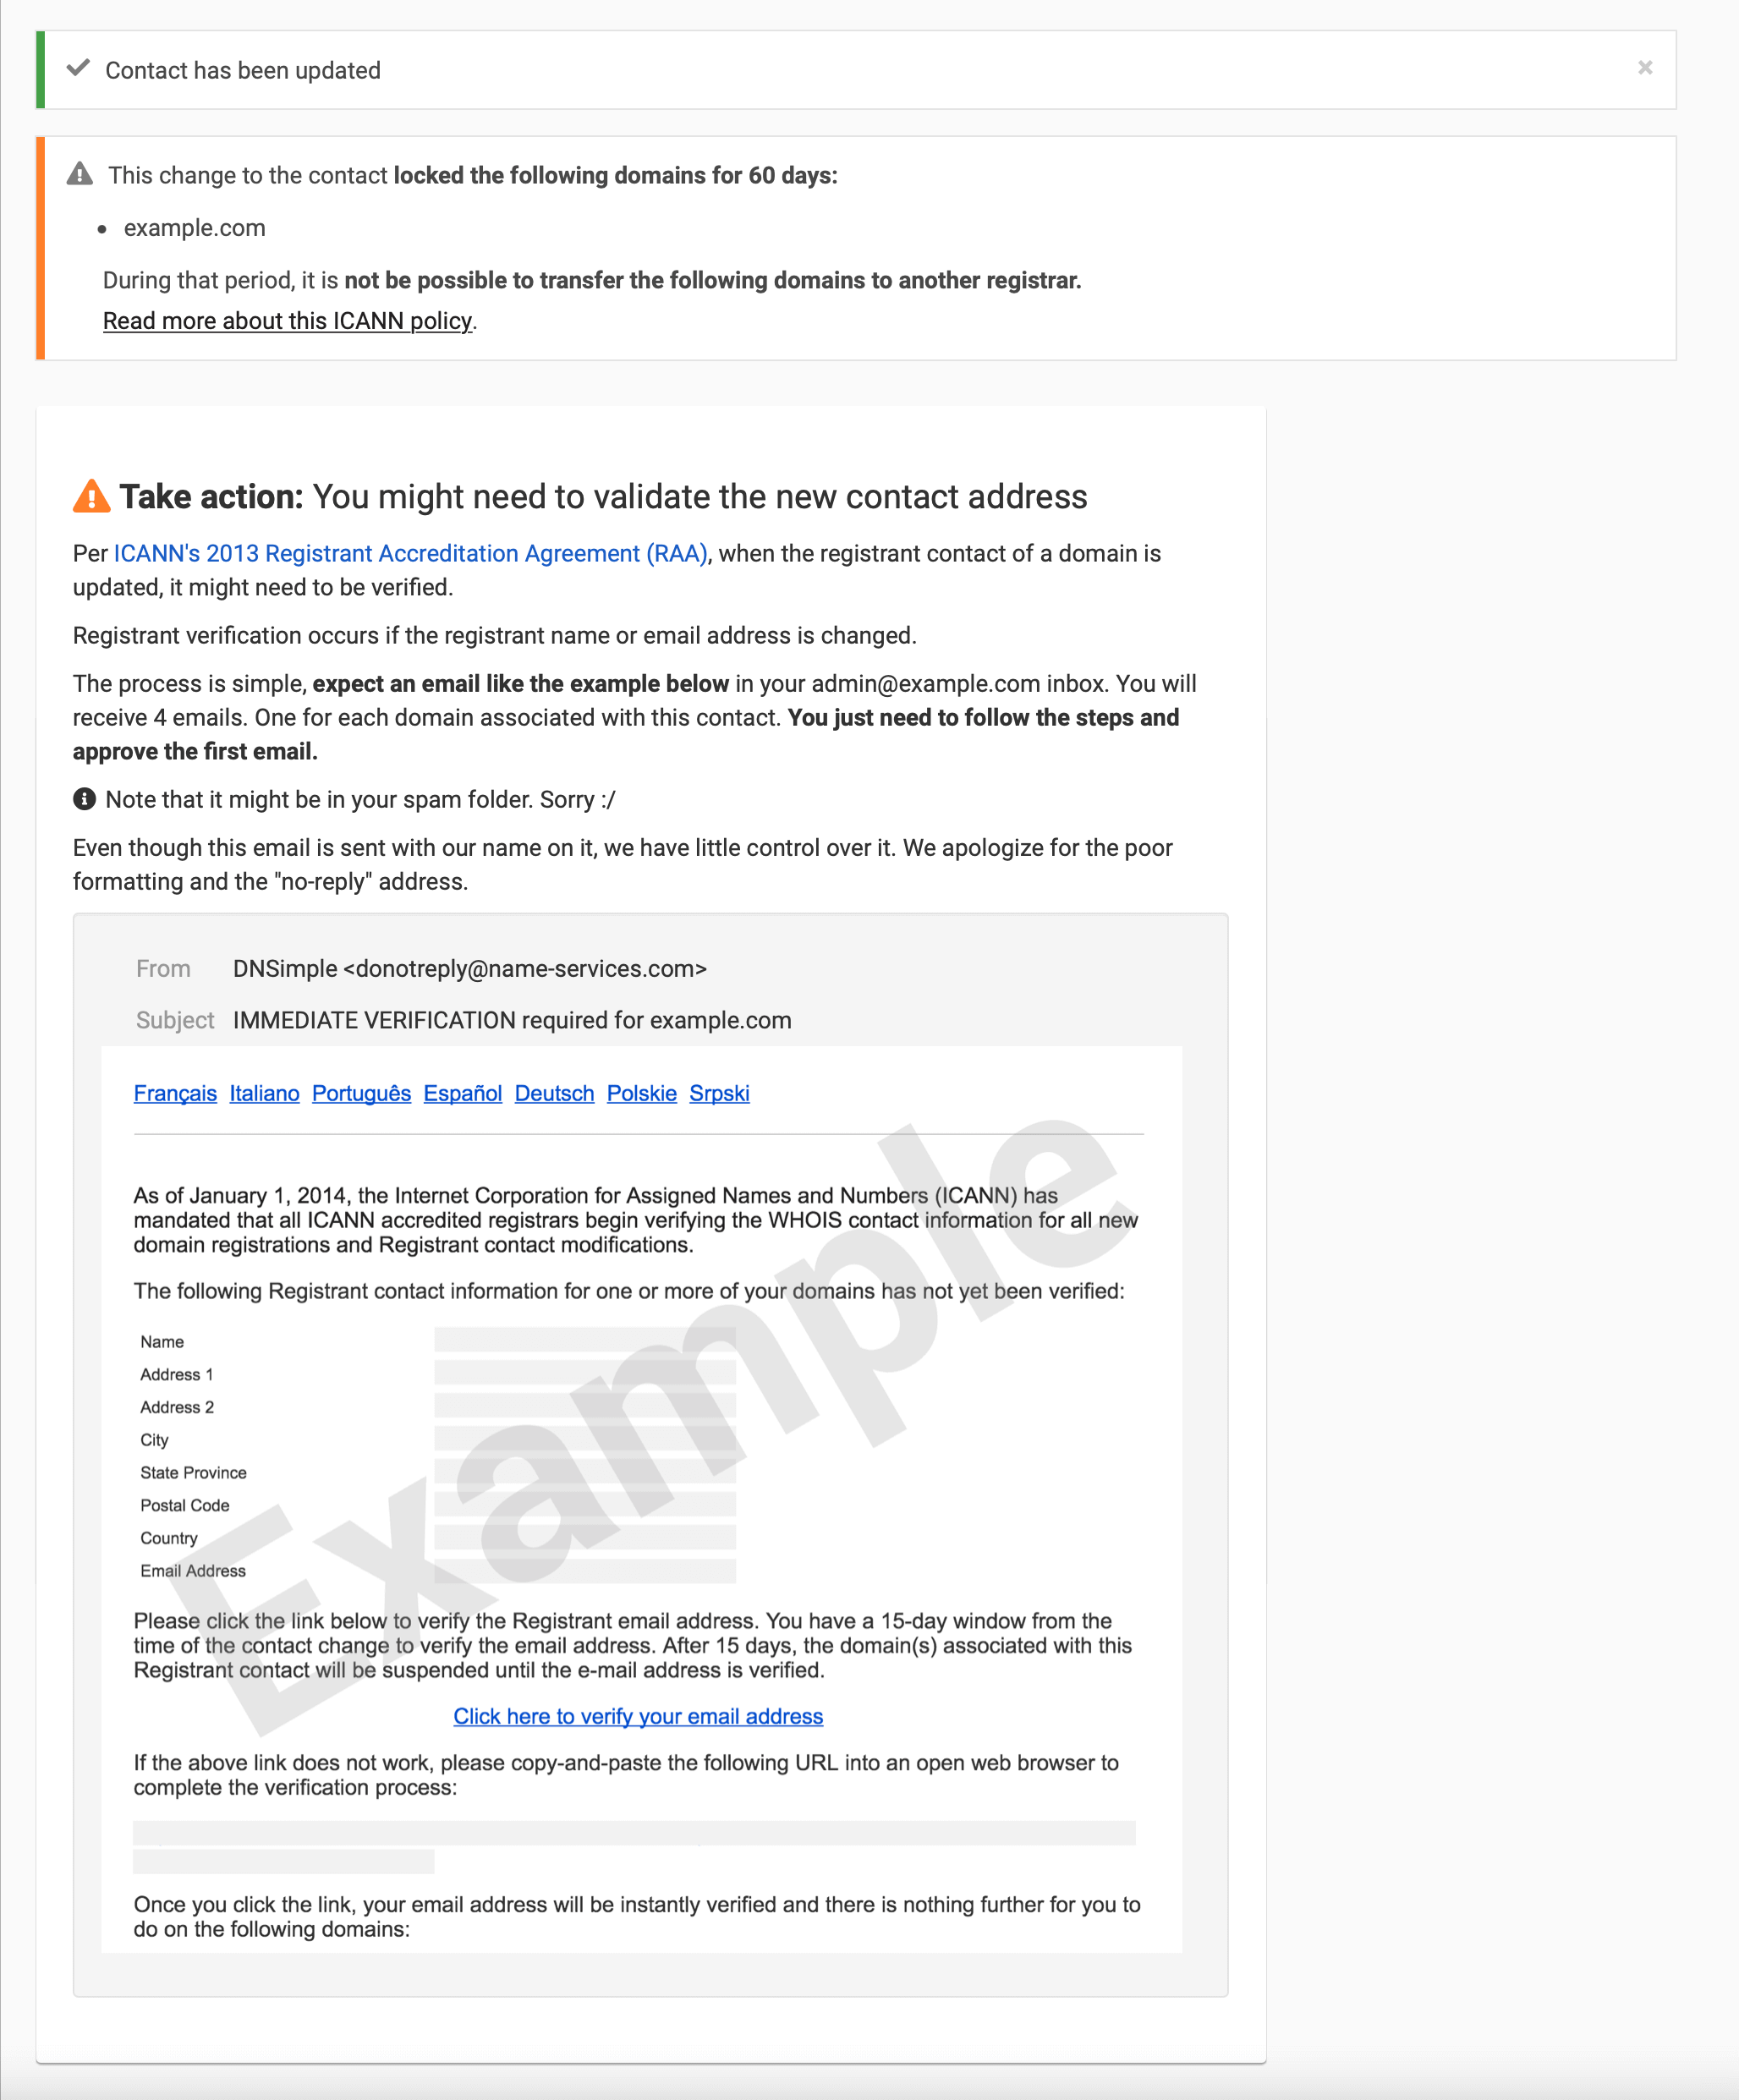 Contact has been updated
This change to the contact locked the following domains for 60 days:
example.com
During that period, it is not be possible to transfer the following domains to another registrar.
Read more about this ICANN policy.
Take action: You might need to validate the new contact address
Per ICANN's 2013 Registrant Accreditation Agreement (RAA), when the registrant contact of a domain is
updated, it might need to be verified.
Registrant verification occurs if the registrant name or email address is changed.
The process is simple, expect an email like the example below in your admin@example.com inbox. You will
receive 4 emails. One for each domain associated with this contact. You just need to follow the steps and
approve the first email.
Note that it might be in your spam folder. Sorry :/
Even though this email is sent with our name on it, we have little control over it. We apologize for the poor
formatting and the "no-reply" address.
From DNSimple <donotreply@name-services.com>
Subject IMMEDIATE VERIFICATION required for example.com
Français Italiano Português Español Deutsch Polskie Srpski
As of January 1, 2014, the Internet Corporation for Assigned Names and Numbers (ICANN) has
mandated that all ICANN accredited registrars begin verifying the WHOIS contact information for all new
domain registrations and Registrant contact modifications.
The following Registrant contact information for one or more of your domains has not yet been verified:
Name
Address 1
Address 2
City
State Province
Postal Code
Country
Email Address
Example
Please click the link below to verify the Registrant email address. You have a 15-day window from the
time of the contact change to verify the email address. After 15 days, the domain(s) associated with this
Registrant contact will be suspended until the e-mail address is verified.
Click here to verify your email address
If the above link does not work, please copy-and-paste the following URL into an open web browser to
complete the verification process:
Once you click the link, your email address will be instantly verified and there is nothing further for you to
do on the following domains: